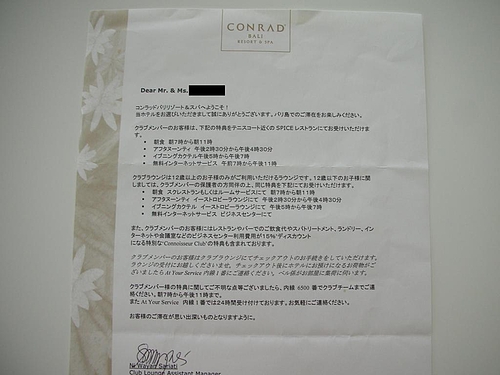 CONRAD
BALI
RESORT & SPA
Dear Mr. & Ms.
コンラッドバリリゾート＆スパへようこそ！
当ホテルをお選びいただきまして誠にありがとうございます。バリ島でのご滞在をお楽しみください。
クラブメンバーのお客様は、下記の特典をテニスコート近くの SPICE レストランにてお受けいただけます。
• 朝食 朝7時から朝11時
• アフタヌーンティ 午後2時30分から午後4時30分
• イブニングカクテル午後5時から午後7時
• 無料インターネットサービス 午前7時から午後11時
クラブラウンジは12歳以上のお子様のみがご利用いただけるラウンジです。12歳以下のお子様に関
しましては、クラブメンバーの保護者の方同伴の上、同じ特典を下記にてお受けいただけます。
• 朝食 スクレストランもしくはルームサービスにて 朝7時から朝11時
• アフタヌーンティ イーストロビーラウンジにて 午後2時30分から午後4時30分
• イブニングカクテル イーストロビーラウンジにて 午後5時から午後7時
• 無料インターネットサービス ビジネスセンターにて
また、クラブメンバーのお客様にはレストランやバーでのご飲食代やスパトリートメント、ランドリー、イン
ターネットや会議室などのビジネスセンター利用費用が15%ディスカウント
になる特別な'Connoisseur Club'の特典も含まれております。
クラブメンバーのお客様はクラブラウンジにてチェックアウトのお手続きをしていただけます。
ラウンジの受付にお越しくださいませ。チェックアウト後にホテルにお預けになるお荷物がご
ざいましたら At Your Service 内線1番にご連絡ください。ベル係がお部屋に集荷に伺います。
クラブメンバー様の特典に関してご不明な点等ございましたら、内線 6500 番でクラブチームまでご連
絡ください。朝7時から午後11時まで。
また At Your Service 内線1番では24時間受け付けております。お気軽にご連絡ください。
お客様のご滞在が思い出深いものとなりますように。
Ni Wayan Sariati
Club Lounge Assistant Manager